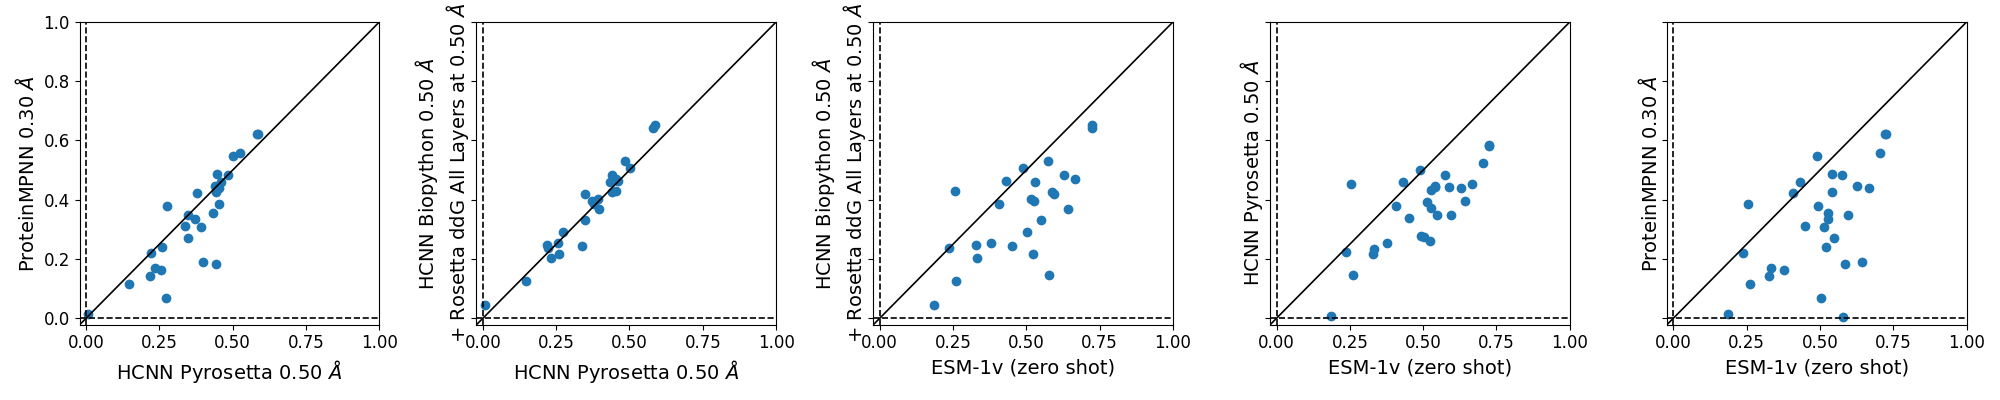 1.0
0.8
0.6
0.4
0.2
0.0
ProteinMPNN 0.30 Å
0.00 0.25 0.50 0.75 1.00
HCNN Pyrosetta 0.50 Å
HCNN Biopython 0.50 Å
+ Rosetta ddG All Layers at 0.50 Å
0.00 0.25 0.50 0.75 1.00
HCNN Pyrosetta 0.50 Å
HCNN Biopython 0.50 Å
+ Rosetta ddG All Layers at 0.50 Å
0.00 0.25 0.50 0.75 1.00
ESM-1v (zero shot)
HCNN Pyrosetta 0.50 Å
0.00 0.25 0.50 0.75 1.00
ESM-1v (zero shot)
ProteinMPNN 0.30 Å
0.00 0.25 0.50 0.75 1.00
ESM-1v (zero shot)